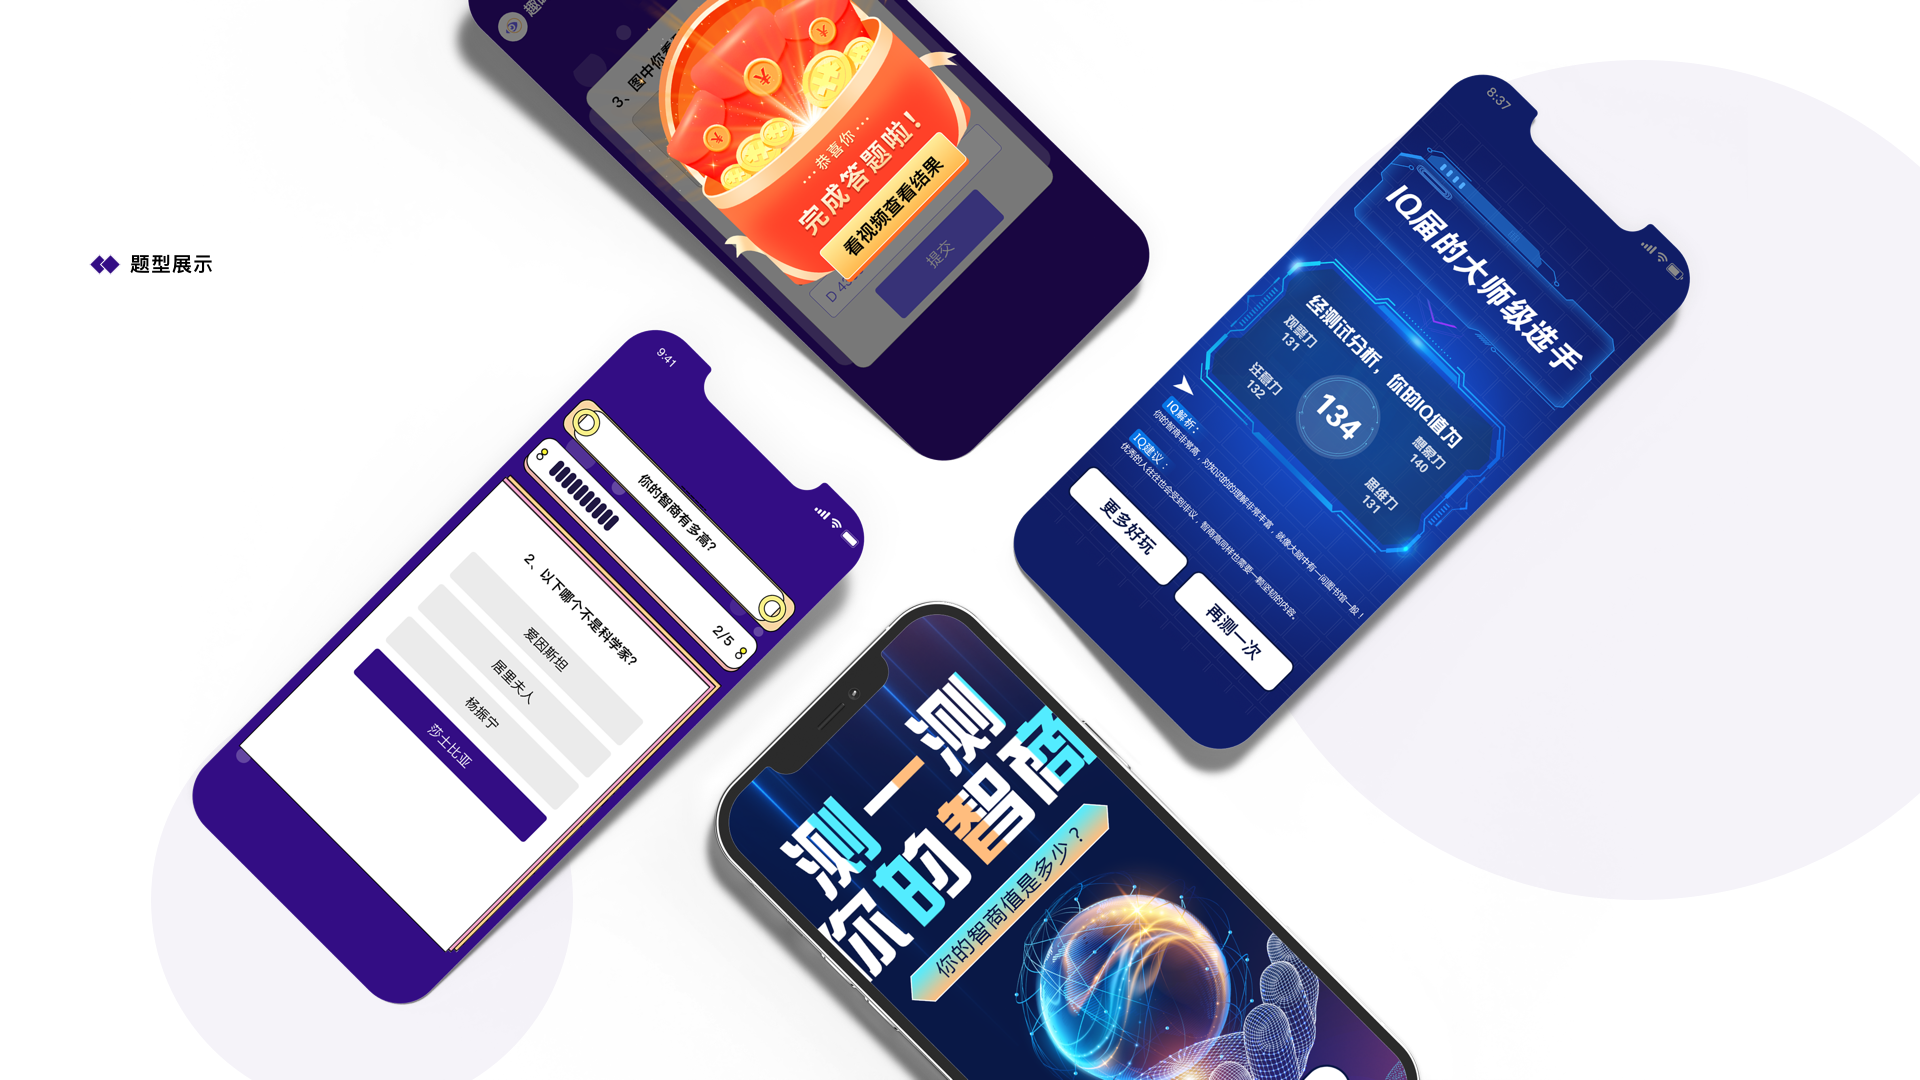 题型展示
3、图中你看
···恭喜你···
完成答题啦！
看视频查看结果
D 43
提交
8:37
IQ届的大师级选手
经测试分析，你的IQ值为
观察力
131
注意力
132
134
想象力
140
思维力
131
IQ解析：
你的智商非常高，对知识的的理解非常丰富，就像大脑中有一间图书馆一般！
IQ建议：
优秀的人往往也会受到非议，智商高同样也需要一颗坚韧的内容。
更多好玩
再测一次
9:41
你的智商有多高?
2/5
2、以下哪个不是科学家?
爱因斯坦
居里夫人
杨振宁
莎士比亚
测一测
你的智商
你的智商值是多少？